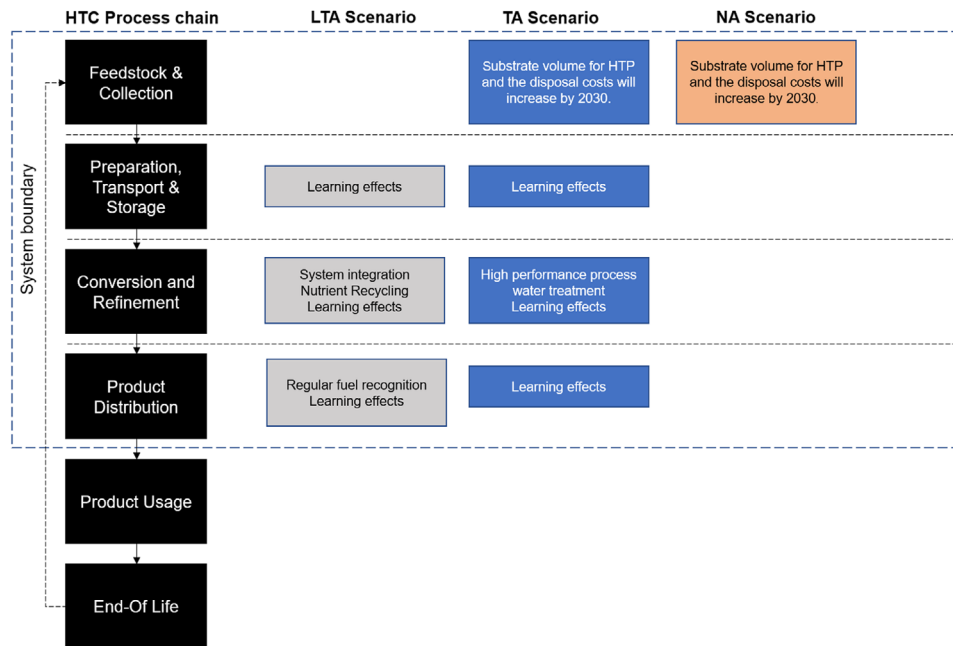 HTC Process chain
LTA Scenario
TA Scenario
NA Scenario
System boundary
Feedstock &
Collection
Substrate volume for HTP
and the disposal costs will
increase by 2030.
Substrate volume for HTP
and the disposal costs will
increase by 2030.
Preparation,
Transport &
Storage
Learning effects
Learning effects
Conversion and
Refinement
System integration
Nutrient Recycling
Learning effects
High performance process
water treatment
Learning effects
Product
Distribution
Regular fuel recognition
Learning effects
Learning effects
Product Usage
End-Of Life